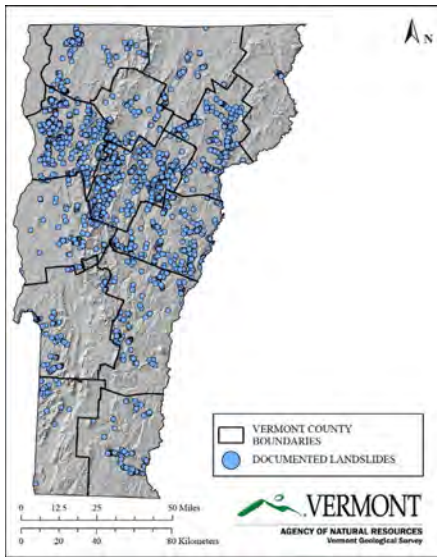 N
VERMONT COUNTY
BOUNDARIES
DOCUMENTED LANDSLIDES
0 12.5 25 50 Miles
0 20 40 80 Kilometers
VERMONT
AGENCY OF NATURAL RESOURCES
Vermont Geological Survey